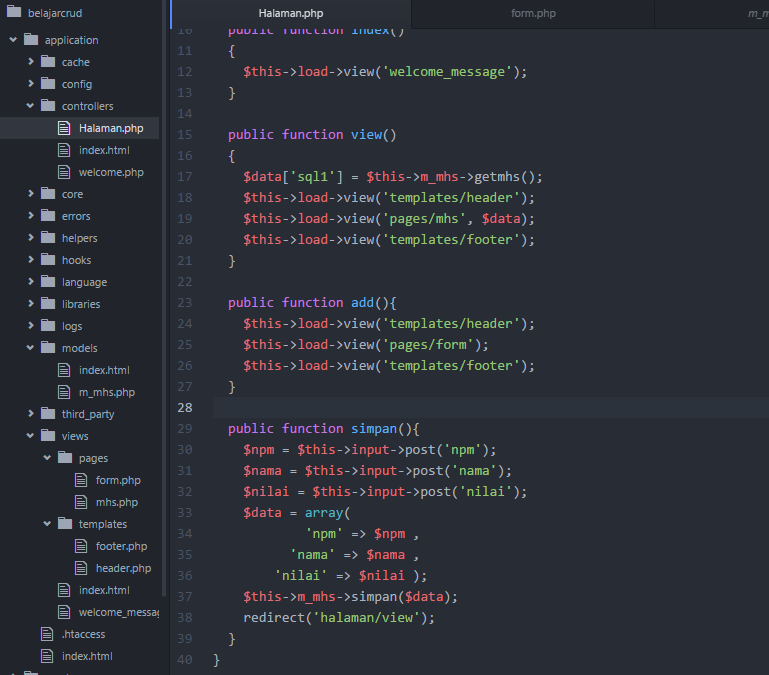 belajarcrud
application
cache
config
controllers
Halaman.php
index.html
welcome.php
core
errors
helpers
hooks
language
libraries
logs
models
index.html
m_mhs.php
third_party
views
pages
form.php
mhs.php
templates
footer.php
header.php
index.html
welcome_messag
.htaccess
index.html
Halaman.php
form.php
m_m
10 public function index()
11 {
12 $this->load->view('welcome_message');
13 }
14
15 public function view()
16 {
17 $data['sql1'] = $this->m_mhs->getmhs();
18 $this->load->view('templates/header');
19 $this->load->view('pages/mhs', $data);
20 $this->load->view('templates/footer');
21 }
22
23 public function add(){
24 $this->load->view('templates/header');
25 $this->load->view('pages/form');
26 $this->load->view('templates/footer');
27 }
28
29 public function simpan(){
30 $npm = $this->input->post('npm');
31 $nama = $this->input->post('nama');
32 $nilai = $this->input->post('nilai');
33 $data = array(
34 'npm' => $npm ,
35 'nama' => $nama ,
36 'nilai' => $nilai );
37 $this->m_mhs->simpan($data);
38 redirect('halaman/view');
39 }
40 }